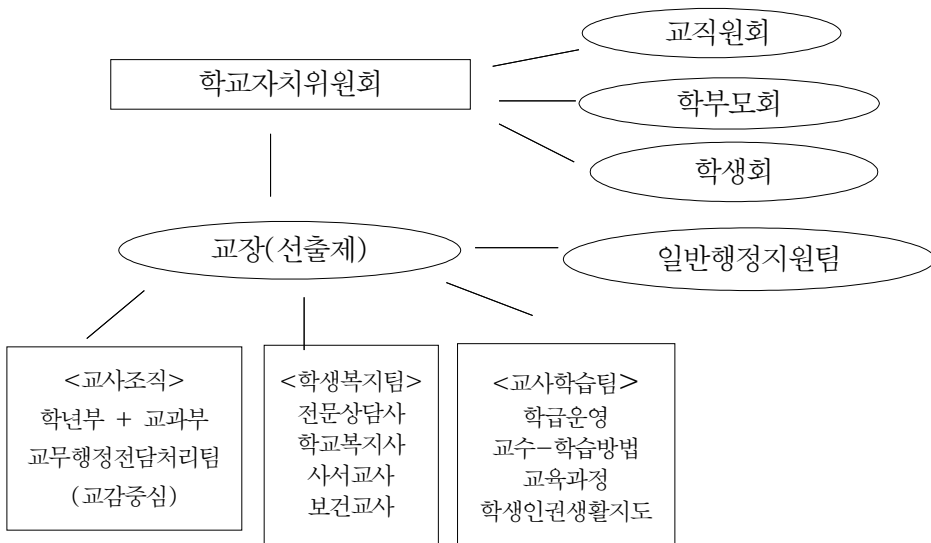 교직원회
학교자치위원회
학부모회
학생회
교장(선출제)
일반행정지원팀
<교사조직>
학년부 + 교과부
교무행정전담처리팀
(교감중심)
<학생복지팀>
전문상담사
학교복지사
사서교사
보건교사
<교사학습팀>
학급운영
교수-학습방법
교육과정
학생인권생활지도